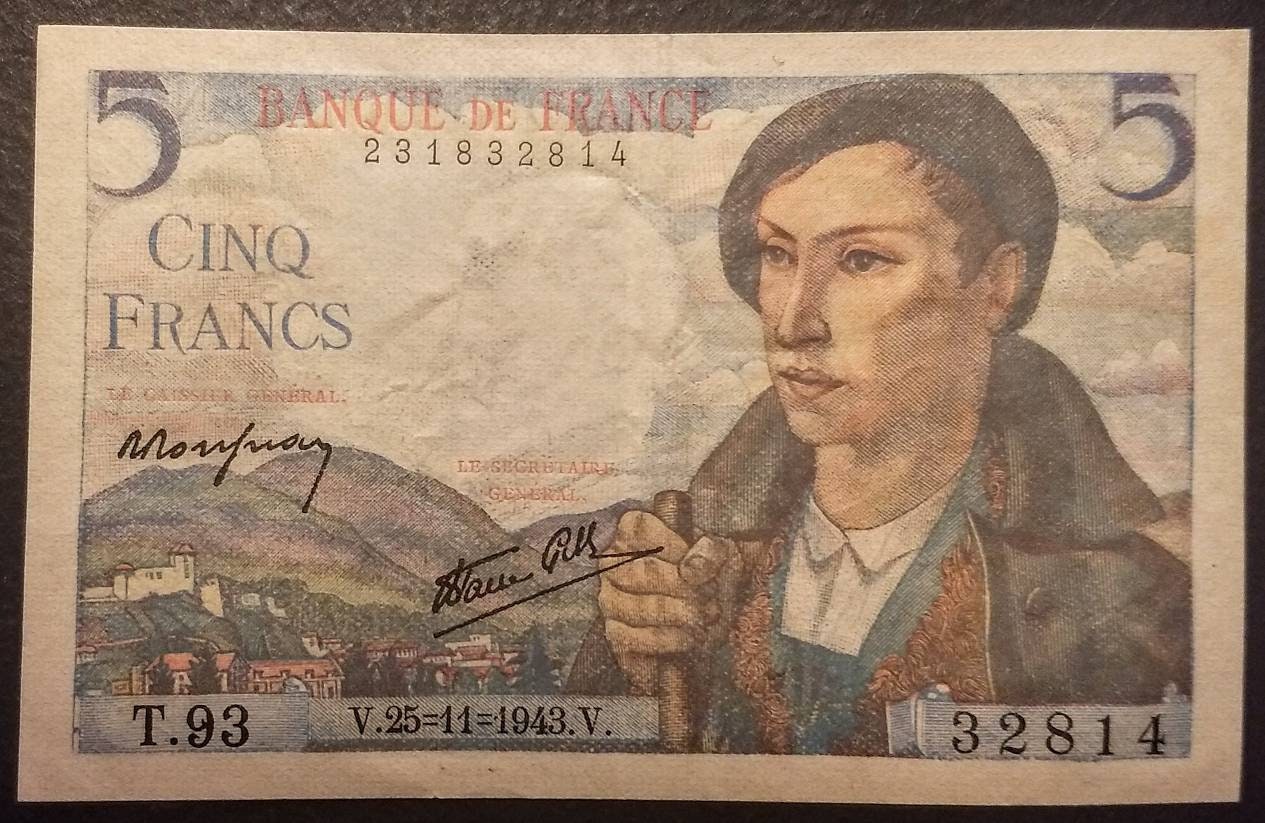 5
BANQUE DE FRANCE
5
231832814
CINQ
FRANCS
LE CAISSIER GÉNÉRAL.
LE SECRÉTAIRE
GÉNÉRAL.
T.93
V.25=11=1943.V.
32814